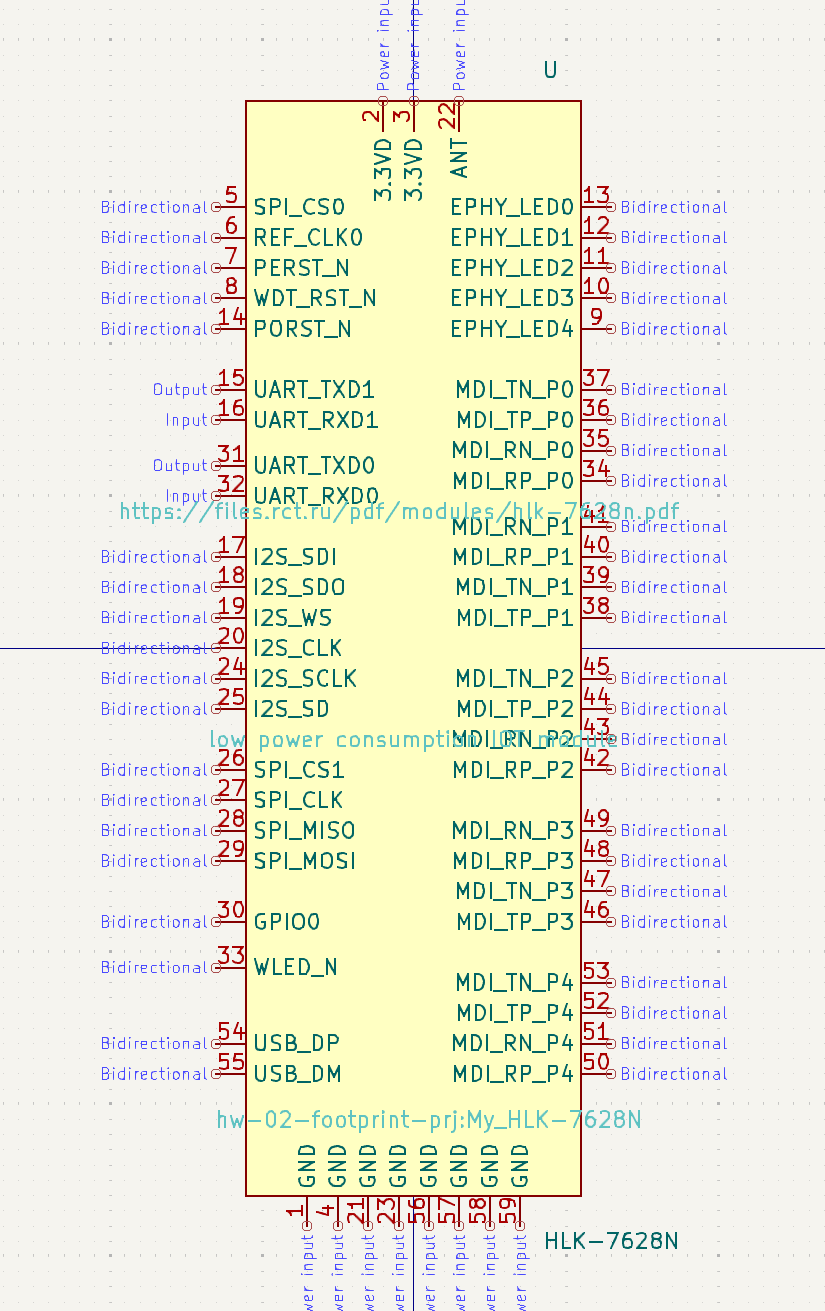 Power input Power input Power input
U
2 3 22
3.3VD 3.3VD ANT
Bidirectional 5 SPI_CS0 EPHY_LED0 13 Bidirectional
Bidirectional 6 REF_CLK0 EPHY_LED1 12 Bidirectional
Bidirectional 7 PERST_N EPHY_LED2 11 Bidirectional
Bidirectional 8 WDT_RST_N EPHY_LED3 10 Bidirectional
Bidirectional 14 PORST_N EPHY_LED4 9 Bidirectional
Output 15 UART_TXD1 MDI_TN_P0 37 Bidirectional
Input 16 UART_RXD1 MDI_TP_P0 36 Bidirectional
MDI_RN_P0 35 Bidirectional
Output 31 UART_TXD0 MDI_RP_P0 34 Bidirectional
Input 32 UART_RXD0
https://files.rct.ru/pdf/modules/hlk-7628n.pdf
MDI_RN_P1 41 Bidirectional
Bidirectional 17 I2S_SDI MDI_RP_P1 40 Bidirectional
Bidirectional 18 I2S_SDO MDI_TN_P1 39 Bidirectional
Bidirectional 19 I2S_WS MDI_TP_P1 38 Bidirectional
Bidirectional 20 I2S_CLK
Bidirectional 24 I2S_SCLK MDI_TN_P2 45 Bidirectional
Bidirectional 25 I2S_SD MDI_TP_P2 44 Bidirectional
low power consumption IOT module
MDI_RN_P2 43 Bidirectional
Bidirectional 26 SPI_CS1 MDI_RP_P2 42 Bidirectional
Bidirectional 27 SPI_CLK
Bidirectional 28 SPI_MISO MDI_RN_P3 49 Bidirectional
Bidirectional 29 SPI_MOSI MDI_RP_P3 48 Bidirectional
MDI_TN_P3 47 Bidirectional
Bidirectional 30 GPIO0 MDI_TP_P3 46 Bidirectional
Bidirectional 33 WLED_N
MDI_TN_P4 53 Bidirectional
MDI_TP_P4 52 Bidirectional
Bidirectional 54 USB_DP MDI_RN_P4 51 Bidirectional
Bidirectional 55 USB_DM MDI_RP_P4 50 Bidirectional
hw-02-footprint-prj:My_HLK-7628N
GND GND GND GND GND GND GND GND
1 4 21 23 56 57 58 59
HLK-7628N
wer input wer input wer input wer input wer input wer input wer input wer input